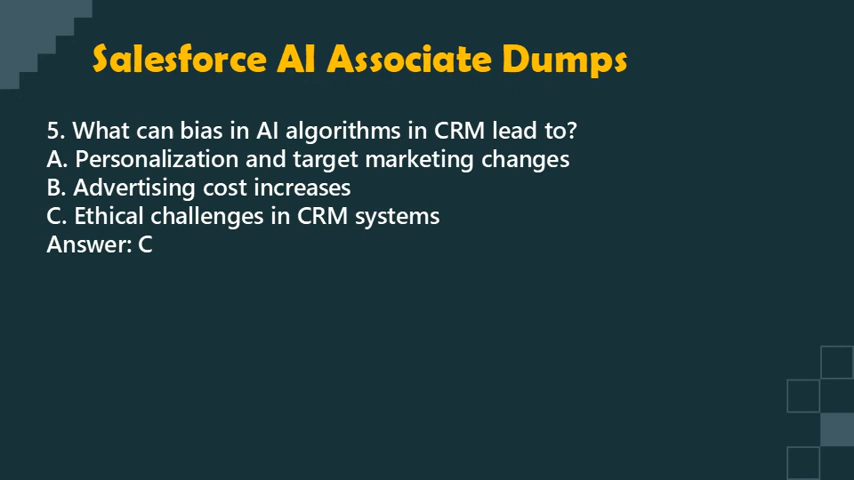 Salesforce AI Associate Dumps
5. What can bias in AI algorithms in CRM lead to?
A. Personalization and target marketing changes
B. Advertising cost increases
C. Ethical challenges in CRM systems
Answer: C